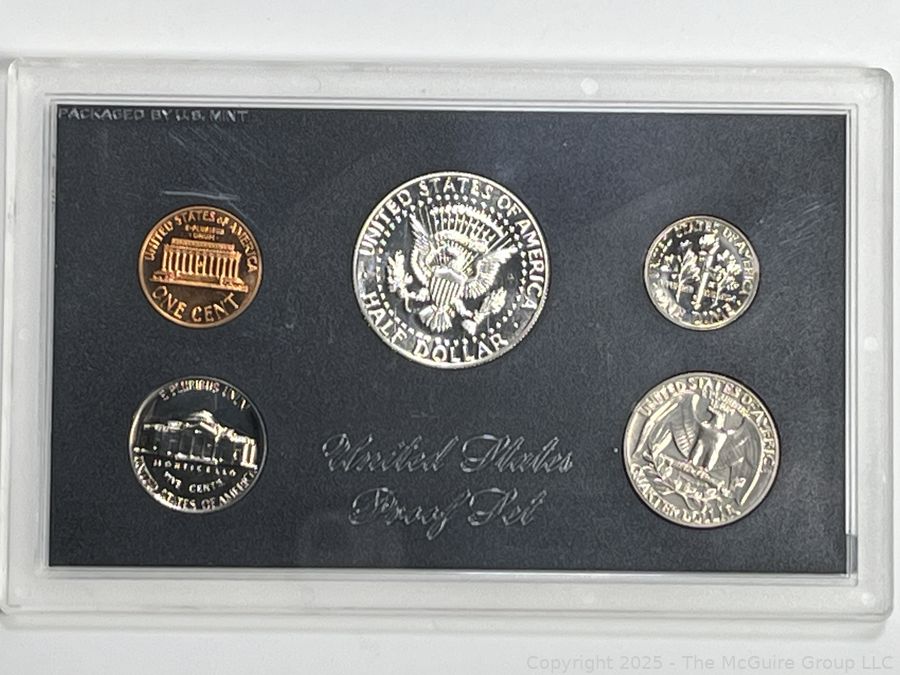 PACKAGED BY U.S. MINT
UNITED STATES OF AMERICA
E PLURIBUS
UNUM
ONE CENT
UNITED STATES OF AMERICA
HALF DOLLAR
STATES OF AMERICA
DIME
E PLURIBUS UNUM
MONTICELLO
FIVE CENTS
UNITED STATES OF AMERICA
UNITED STATES OF AMERICA
QUARTER DOLLAR
United States
Proof Set
Copyright 2025 - The McGuire Group LLC